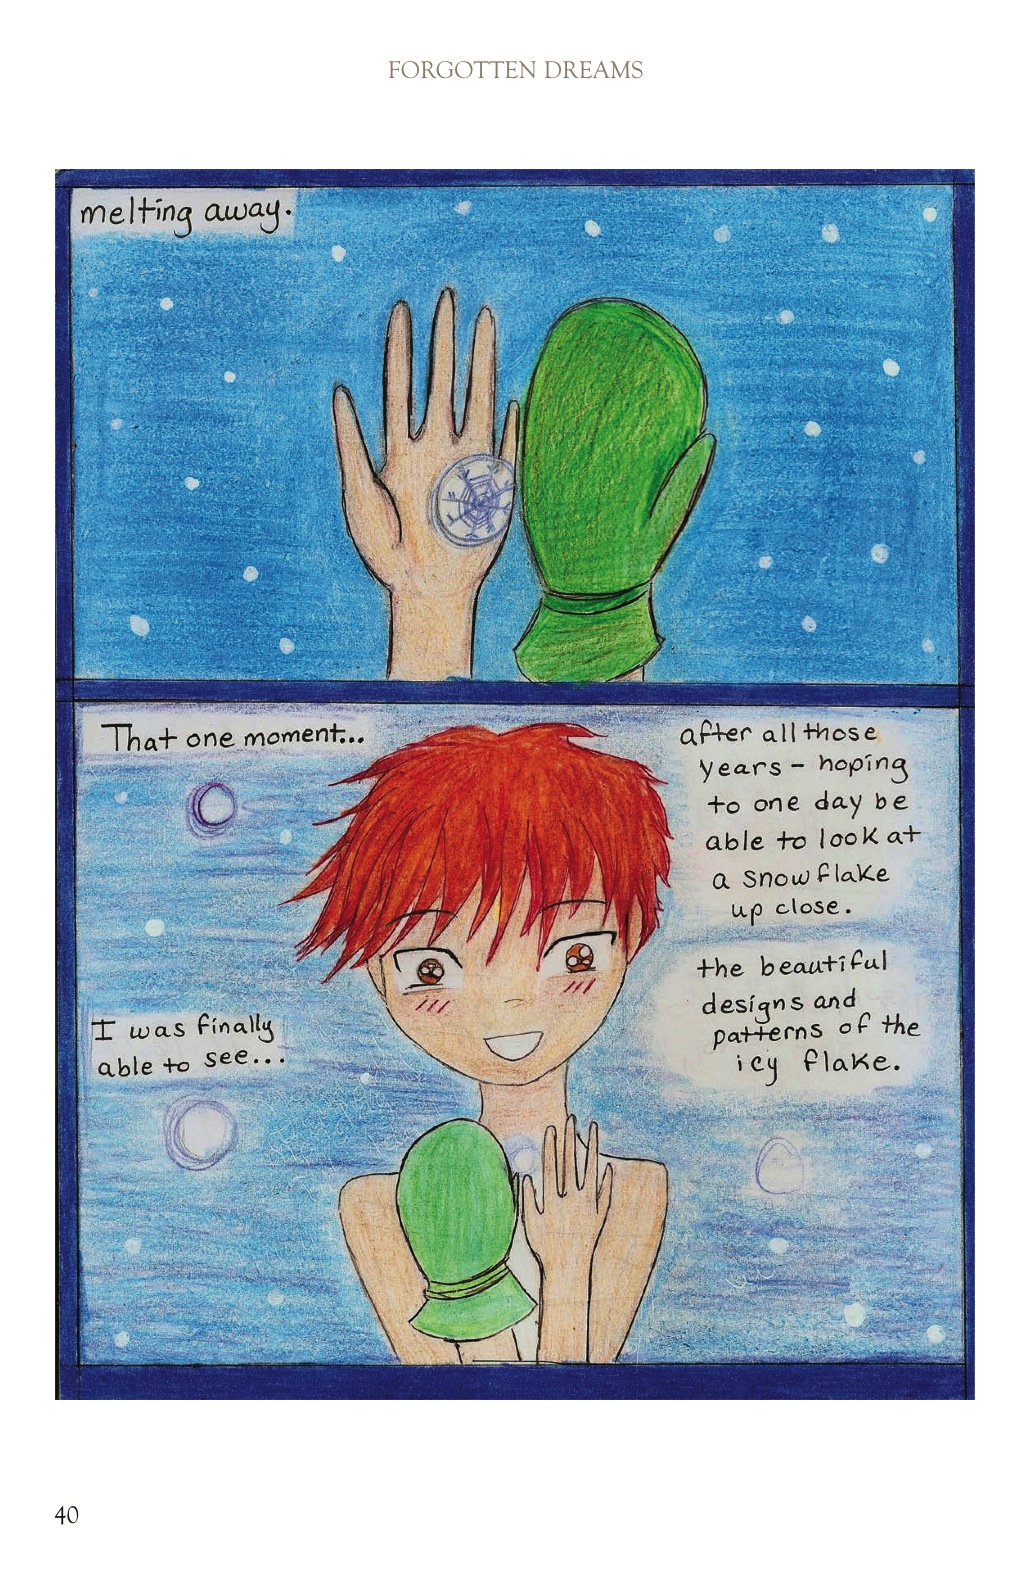 FORGOTTEN DREAMS
melting away.
That one moment...
after all those
years - hoping
to one day be
able to look at
a snowflake
up close.
I was finally
able to see...
the beautiful
designs and
patterns of the
icy flake.
40